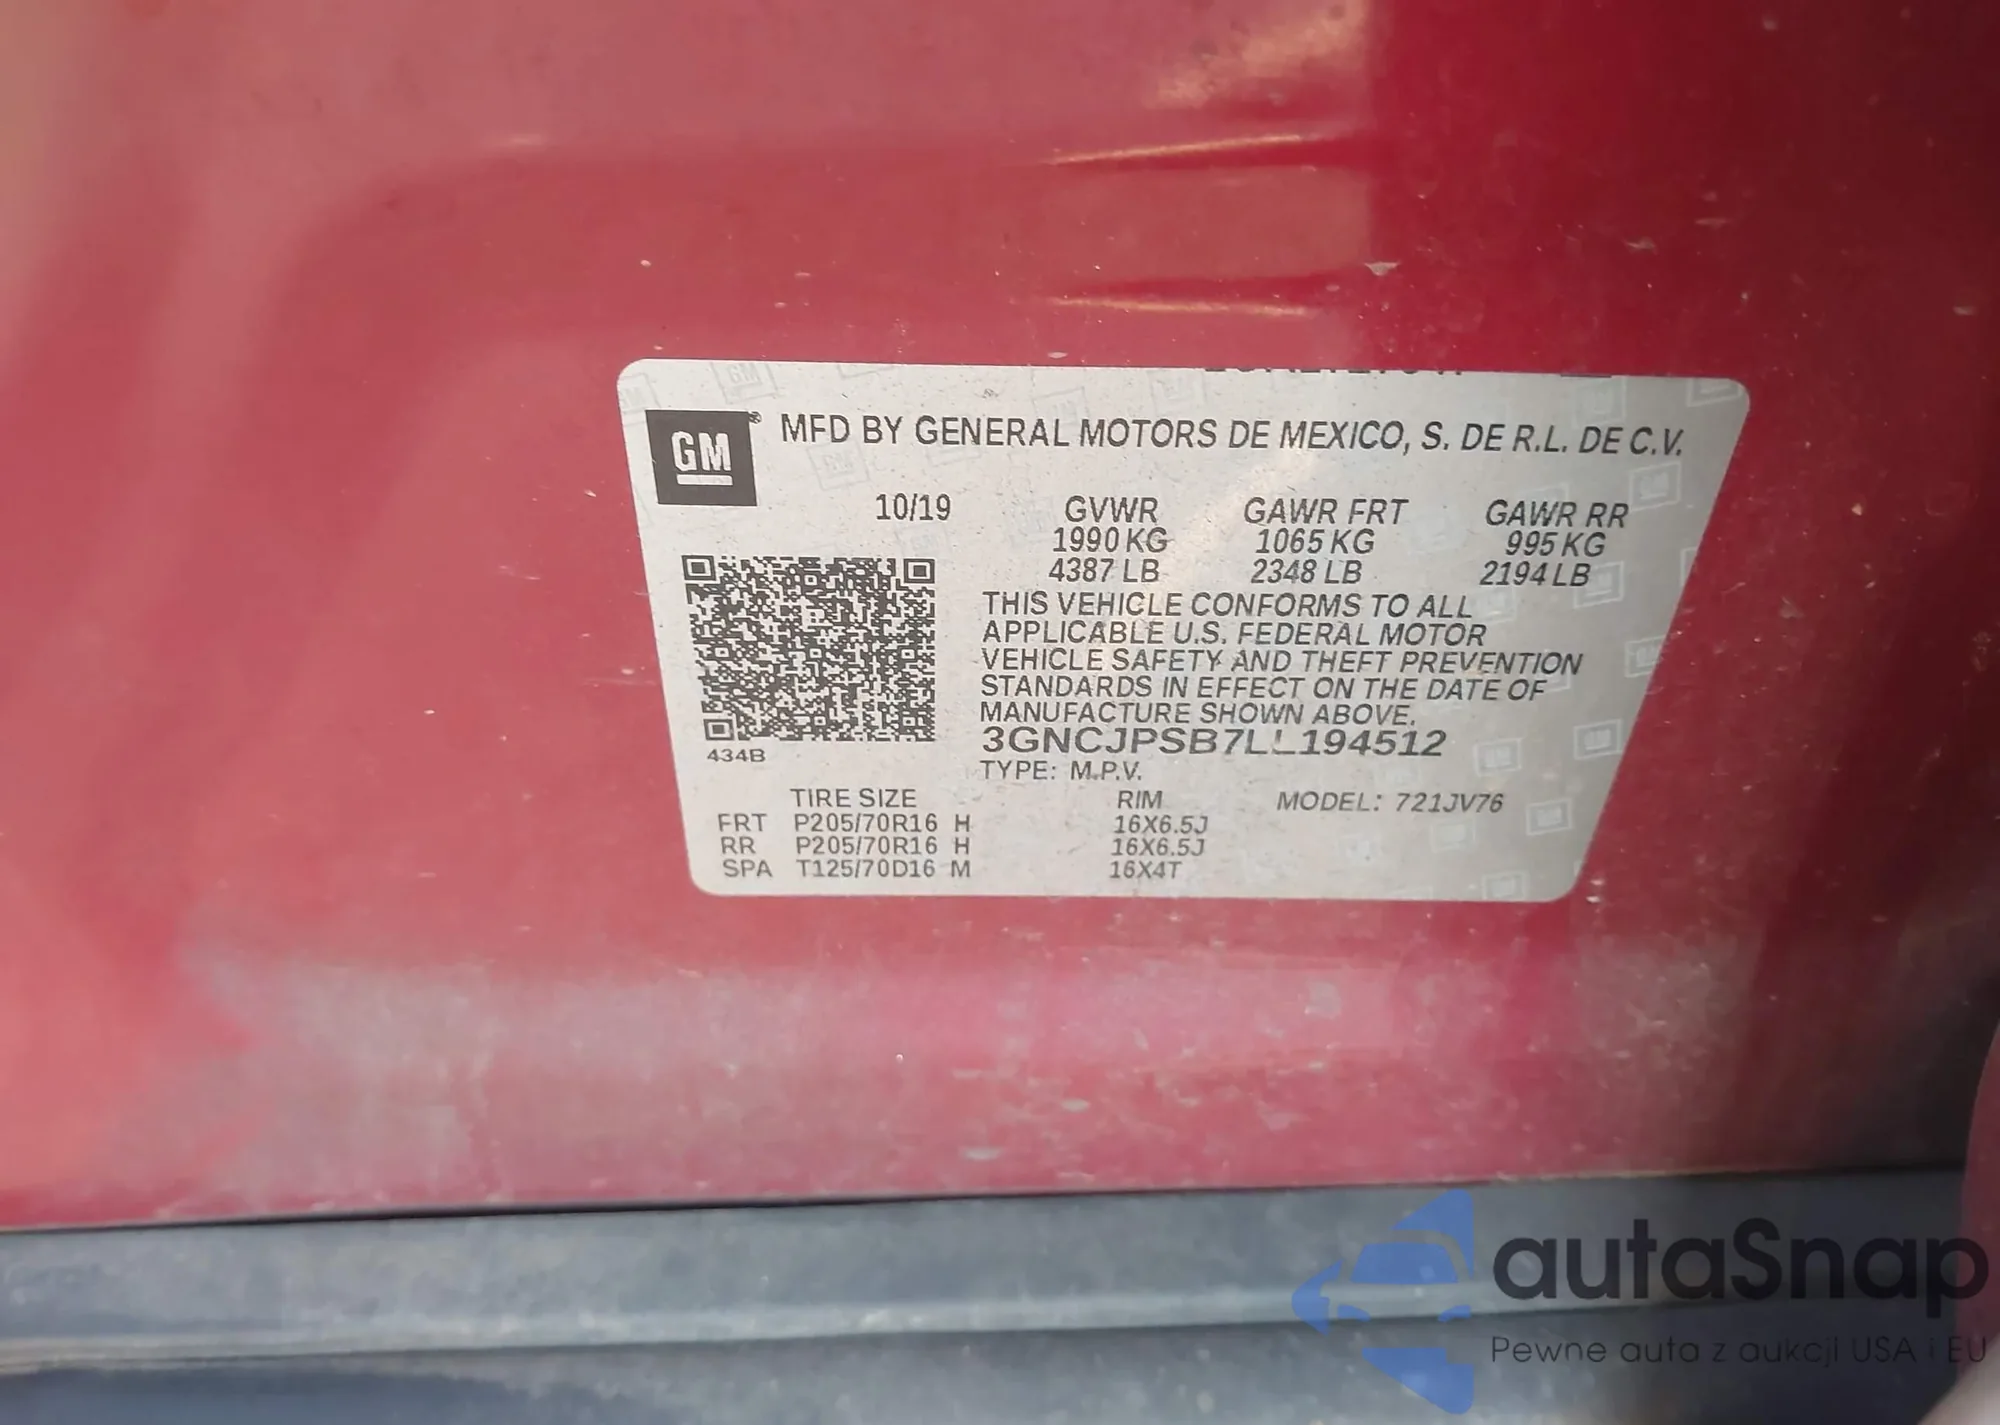 GM
® MFD BY GENERAL MOTORS DE MEXICO, S. DE R.L. DE C.V.
10/19 GVWR GAWR FRT GAWR RR
1990 KG 1065 KG 995 KG
4387 LB 2348 LB 2194 LB
THIS VEHICLE CONFORMS TO ALL
APPLICABLE U.S. FEDERAL MOTOR
VEHICLE SAFETY AND THEFT PREVENTION
STANDARDS IN EFFECT ON THE DATE OF
MANUFACTURE SHOWN ABOVE.
3GNCJPSB7LL194512
434B
TYPE: M.P.V.
TIRE SIZE RIM MODEL: 721JV76
FRT P205/70R16 H 16X6.5J
RR P205/70R16 H 16X6.5J
SPA T125/70D16 M 16X4T
autaSnap
Pewne auta z aukcji USA i EU